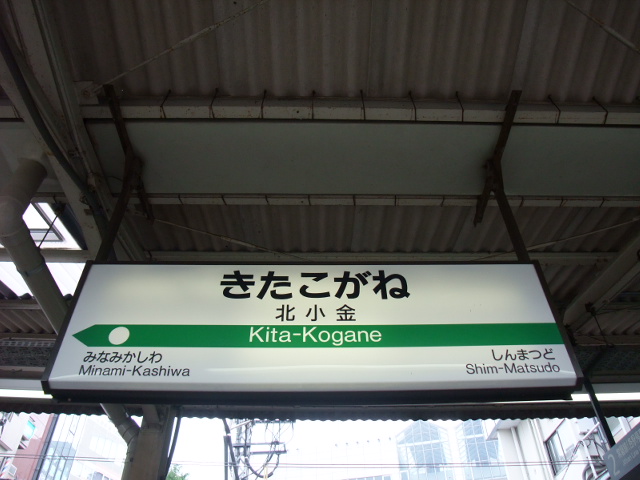 きたこがね
北小金
Kita-Kogane
みなみかしわ
Minami-Kashiwa
しんまつど
Shim-Matsudo